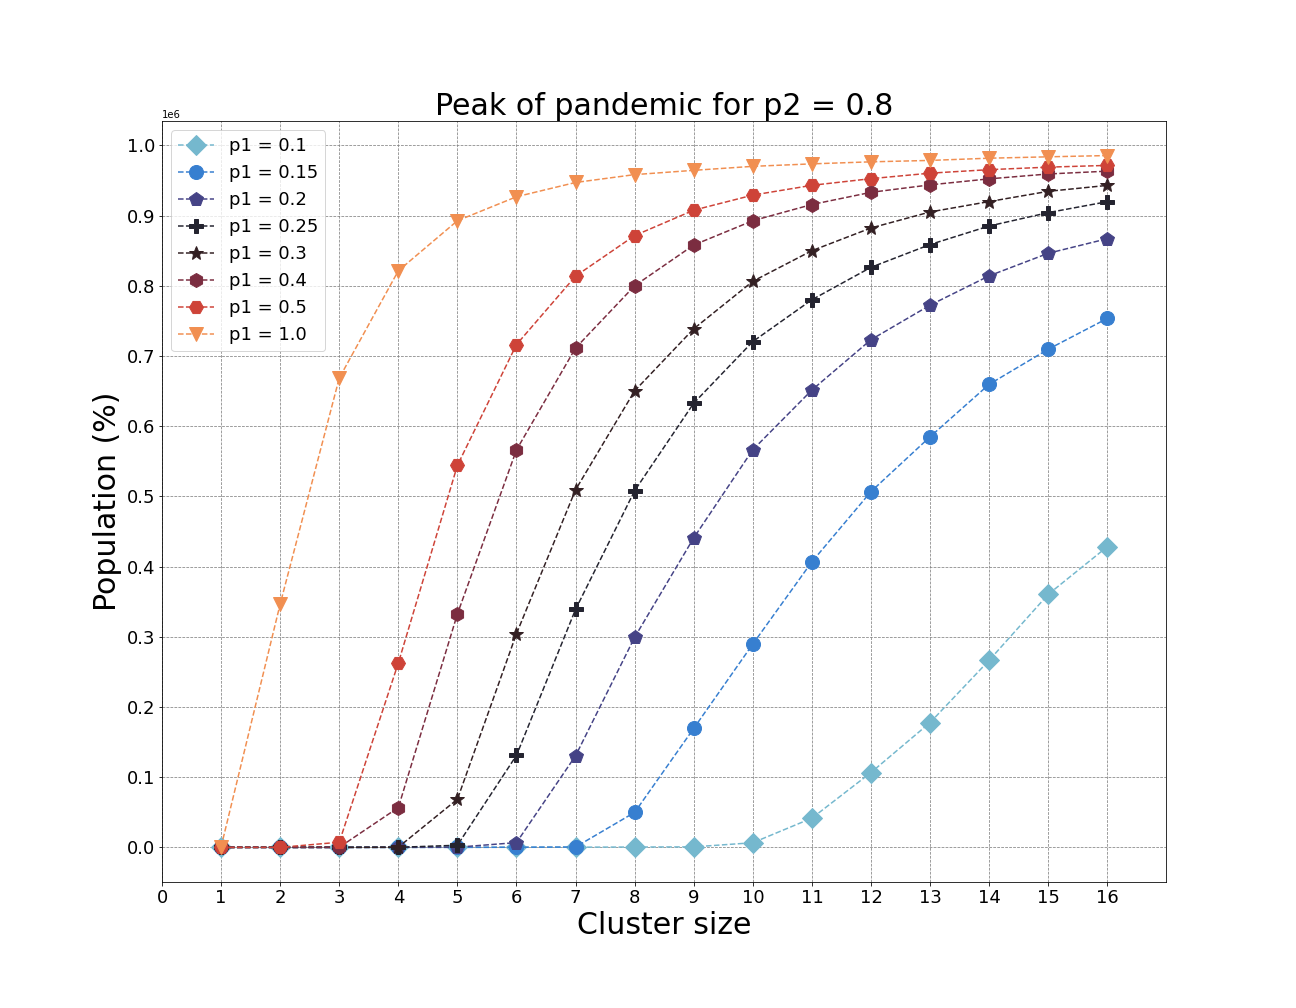 Peak of pandemic for p2 = 0.8
1e6
p1 = 0.1
p1 = 0.15
p1 = 0.2
p1 = 0.25
p1 = 0.3
p1 = 0.4
p1 = 0.5
p1 = 1.0
1.0
0.9
0.8
0.7
0.6
0.5
0.4
0.3
0.2
0.1
0.0
Population (%)
0 1 2 3 4 5 6 7 8 9 10 11 12 13 14 15 16
Cluster size